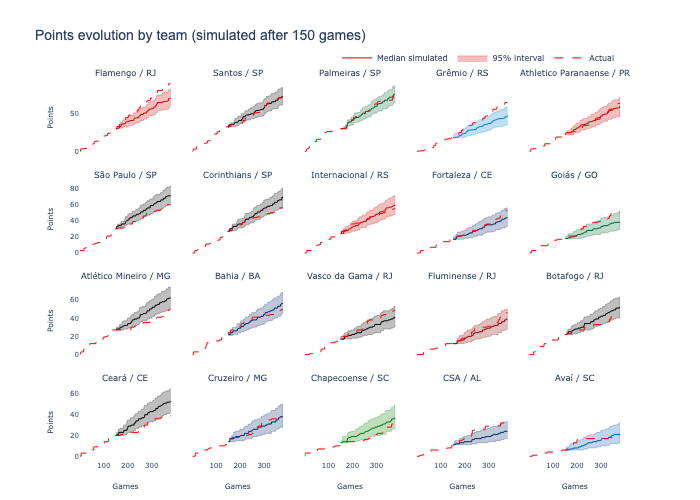 Points evolution by team (simulated after 150 games)
Median simulated 95% interval Actual
Flamengo / RJ Santos / SP Palmeiras / SP Grêmio / RS Athletico Paranaense / PR
Points
50
0
São Paulo / SP Corinthians / SP Internacional / RS Fortaleza / CE Goiás / GO
Points
80
60
40
20
0
Atlético Mineiro / MG Bahia / BA Vasco da Gama / RJ Fluminense / RJ Botafogo / RJ
Points
60
40
20
0
Ceará / CE Cruzeiro / MG Chapecoense / SC CSA / AL Avaí / SC
Points
60
40
20
0
100 200 300 100 200 300 100 200 300 100 200 300 100 200 300
Games Games Games Games Games